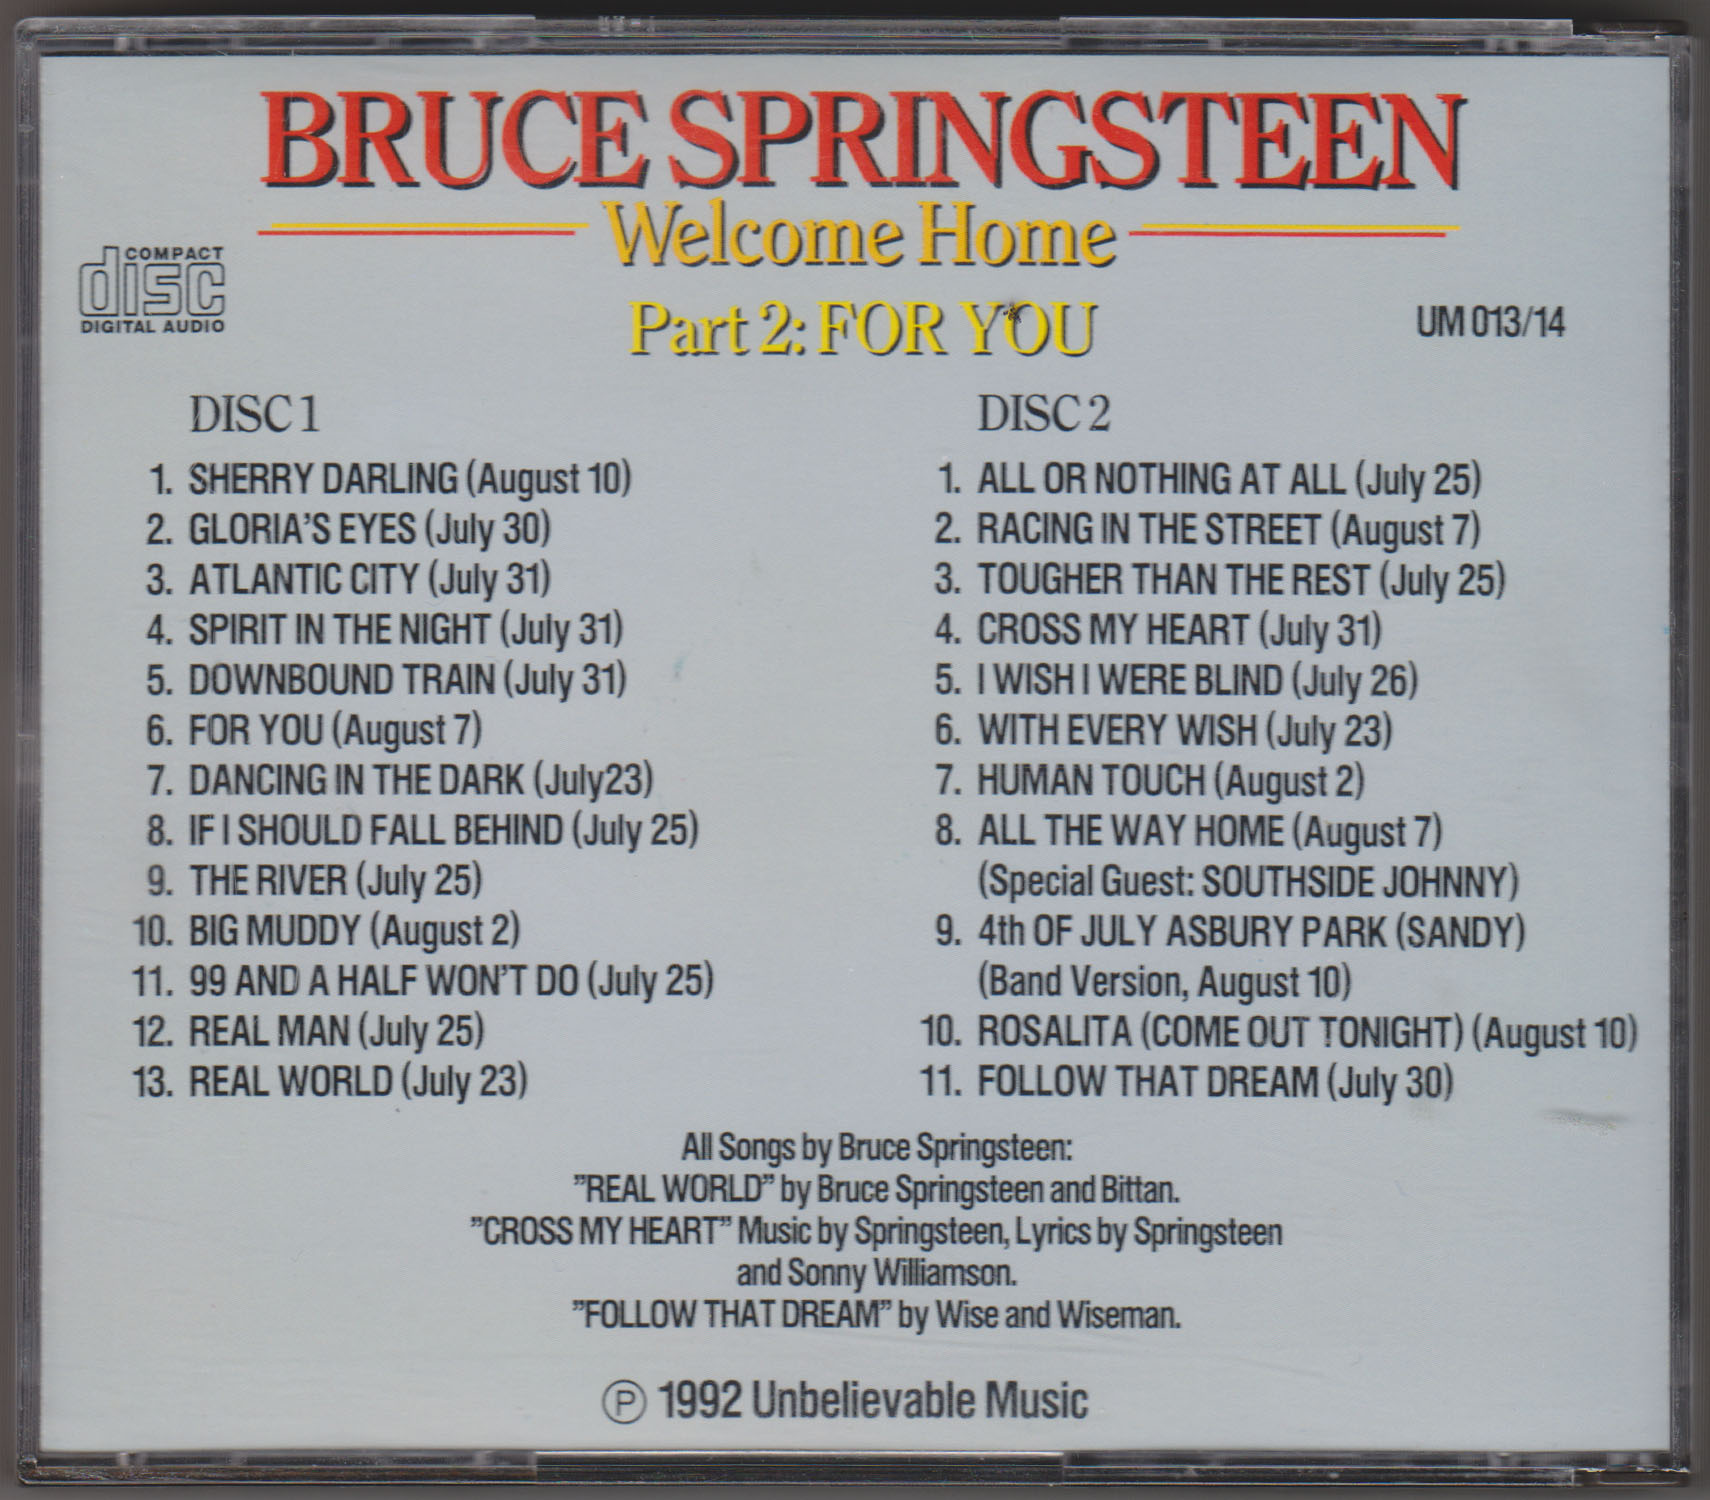 BRUCE SPRINGSTEEN
Welcome Home
COMPACT
disc
DIGITAL AUDIO
Part 2: FOR YOU
UM 013/14
DISC 1
1. SHERRY DARLING (August 10)
2. GLORIA'S EYES (July 30)
3. ATLANTIC CITY (July 31)
4. SPIRIT IN THE NIGHT (July 31)
5. DOWNBOUND TRAIN (July 31)
6. FOR YOU (August 7)
7. DANCING IN THE DARK (July23)
8. IF I SHOULD FALL BEHIND (July 25)
9. THE RIVER (July 25)
10. BIG MUDDY (August 2)
11. 99 AND A HALF WON'T DO (July 25)
12. REAL MAN (July 25)
13. REAL WORLD (July 23)
DISC 2
1. ALL OR NOTHING AT ALL (July 25)
2. RACING IN THE STREET (August 7)
3. TOUGHER THAN THE REST (July 25)
4. CROSS MY HEART (July 31)
5. I WISH I WERE BLIND (July 26)
6. WITH EVERY WISH (July 23)
7. HUMAN TOUCH (August 2)
8. ALL THE WAY HOME (August 7)
(Special Guest: SOUTHSIDE JOHNNY)
9. 4th OF JULY ASBURY PARK (SANDY)
(Band Version, August 10)
10. ROSALITA (COME OUT TONIGHT) (August 10)
11. FOLLOW THAT DREAM (July 30)
All Songs by Bruce Springsteen:
"REAL WORLD" by Bruce Springsteen and Bittan.
"CROSS MY HEART" Music by Springsteen, Lyrics by Springsteen
and Sonny Williamson.
"FOLLOW THAT DREAM" by Wise and Wiseman.
Ⓟ 1992 Unbelievable Music